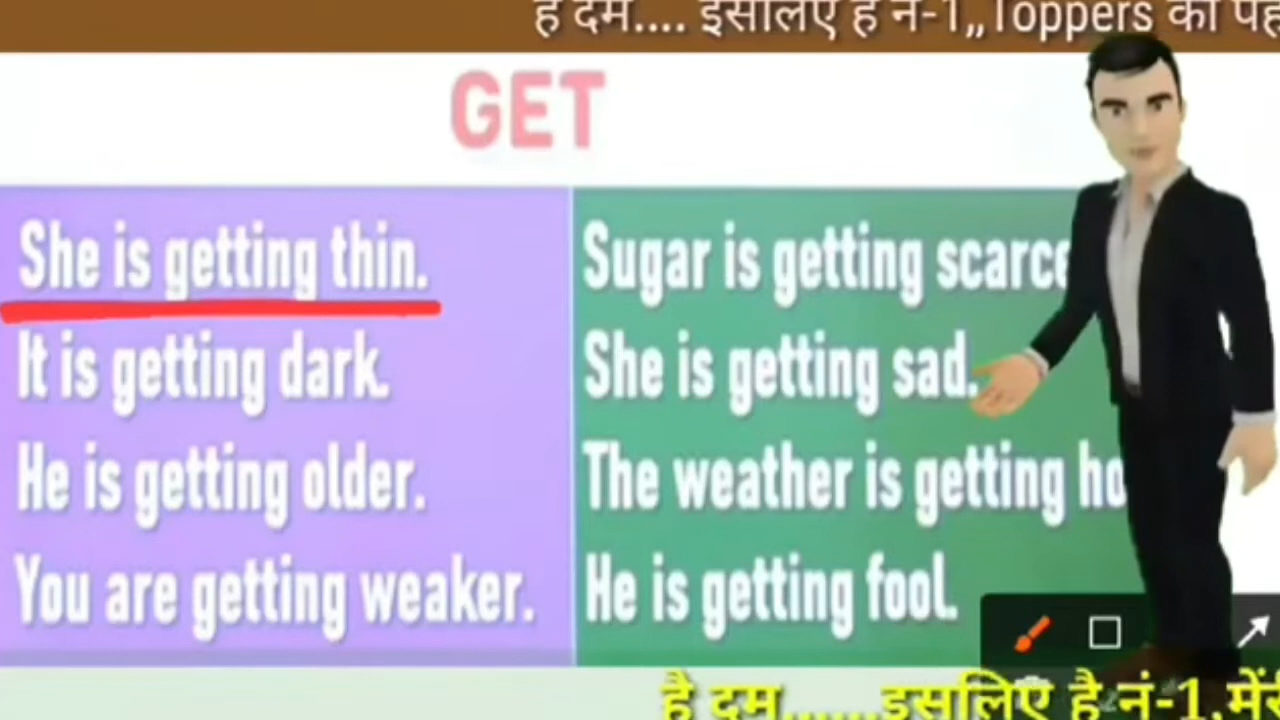 है दम.... इसलिए है नं-1,,Toppers की
GET
She is getting thin.
It is getting dark.
He is getting older.
You are getting weaker.
Sugar is getting scarce
She is getting sad.
The weather is getting
He is getting fool.
है दम......इसलिए है नं-1,